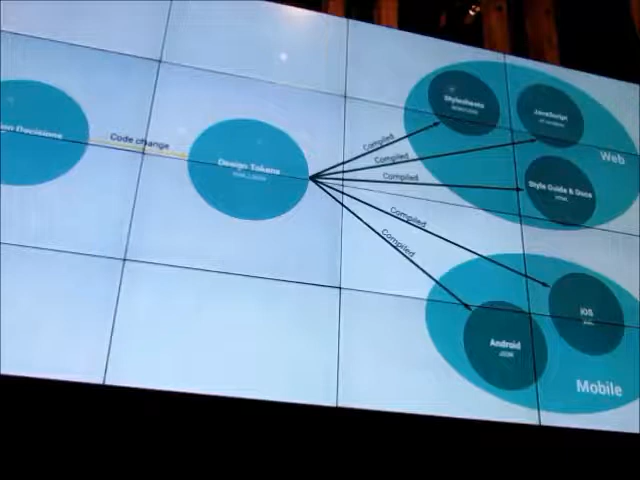 Decisions
Code change
Design Tokens
Compiled
Compiled
Compiled
Compiled
Compiled
Stylesheets
JavaScript
Style Guide & Docs
HTML
Web
iOS
Android
JSON
Mobile